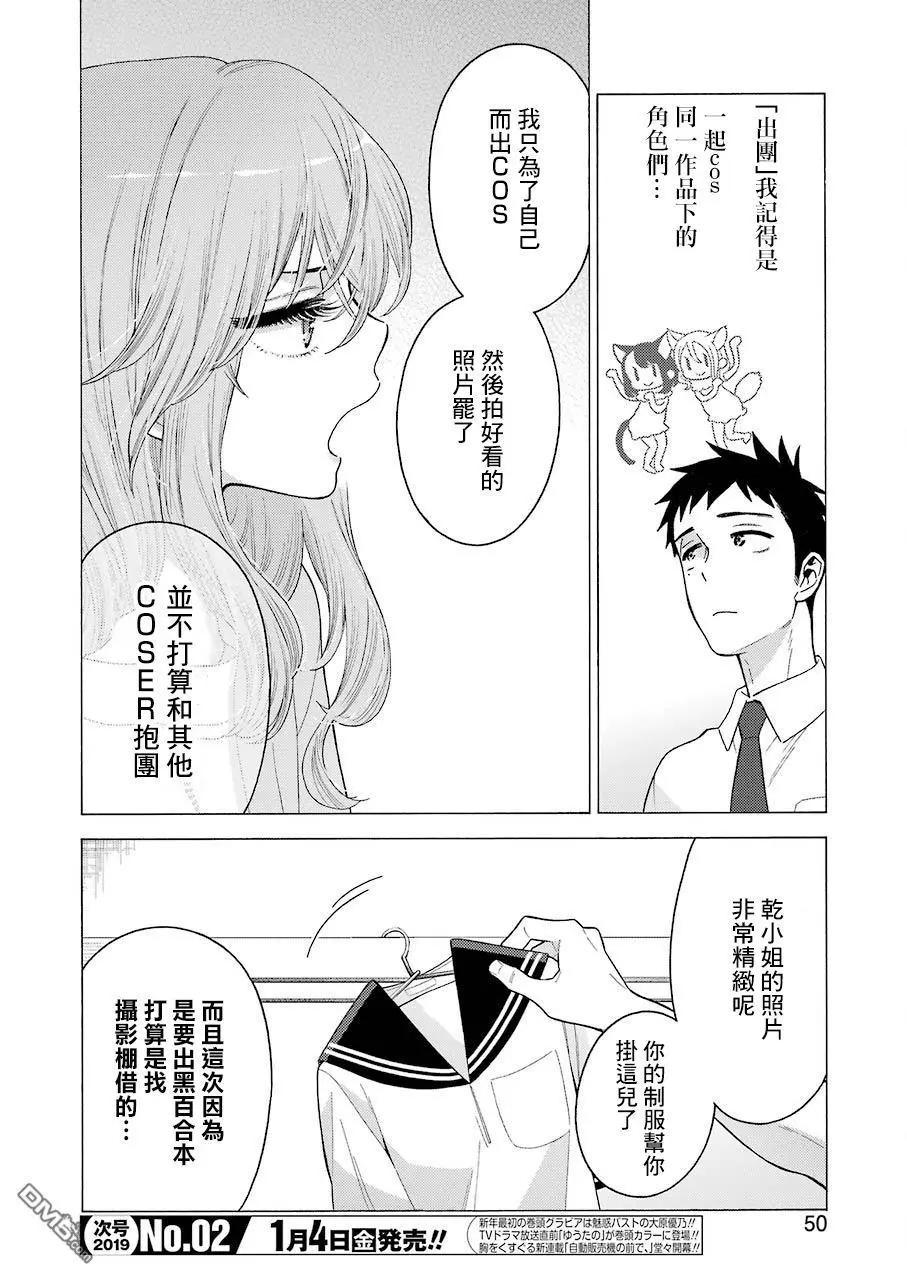 「出團」我記得是
一起cos
同一作品下的
角色們…
我只為了自己
而出COS
然後拍好看的
照片罷了
並不打算和其他
COSER抱團
乾小姐的照片
非常精緻呢
你的制服幫你
掛這兒了
而且這次因為
是要出黑百合本
打算是找
攝影棚借的…
50
次号
2019
No.02
1月4日金発売!!
新年最初の巻頭グラビアは魅惑バストの大原優乃!!
TVドラマ放送直前「ゆうたの」が巻頭カラーに登場!!
胸をくすぐる新連載「自動販売機の前で、」堂々開幕!!